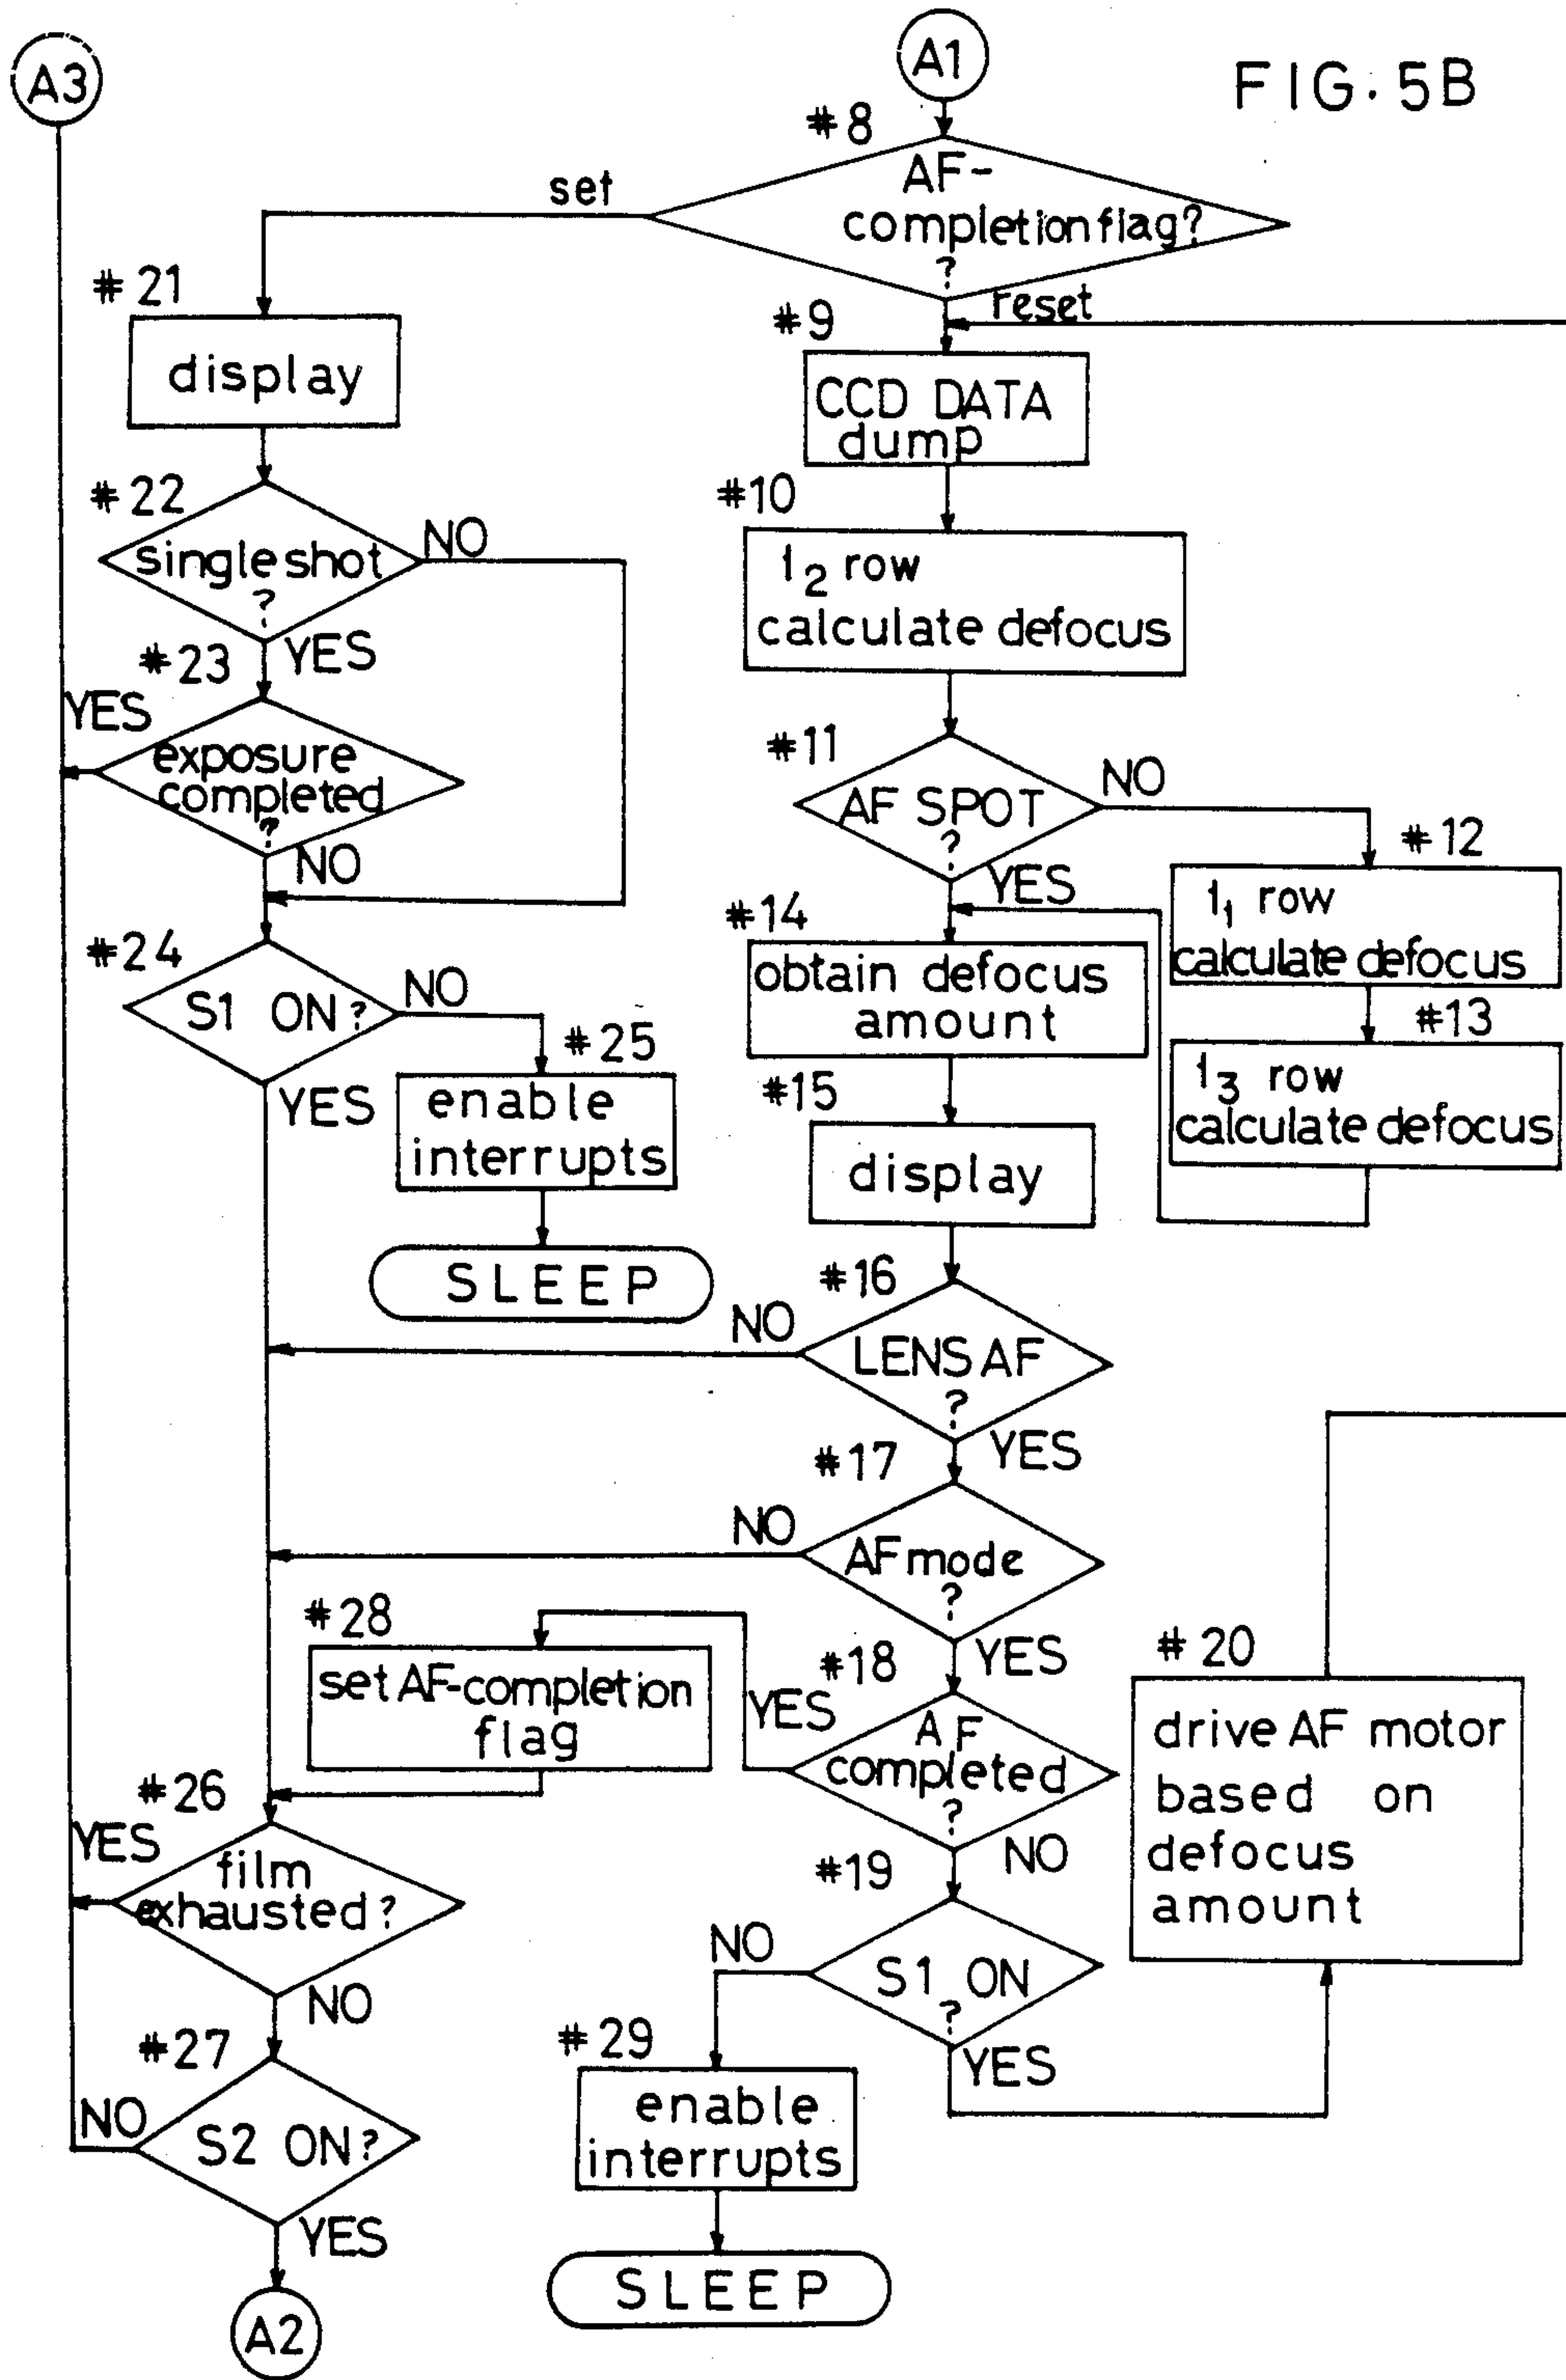 A3
A1
FIG. 5B
#8
AF-
completion flag?
?
set
reset
#21
display
#9
CCD DATA
dump
#22
single shot
?
NO
YES
#10
1₂ row
calculate defocus
#23
YES
exposure
completed
?
NO
#11
AF SPOT
?
NO
YES
#12
1₁ row
calculate defocus
#13
1₃ row
calculate defocus
#24
S1 ON?
NO
YES
#14
obtain defocus
amount
#25
enable
interrupts
SLEEP
#15
display
#16
NO
LENS AF
?
YES
#17
NO
AF mode
?
YES
#28
set AF-completion
flag
#18
YES
AF
completed
?
NO
#20
drive AF motor
based on
defocus
amount
#26
YES
film
exhausted?
NO
#19
NO
S1 ON
?
YES
#27
NO
S2 ON?
YES
#29
enable
interrupts
SLEEP
A2